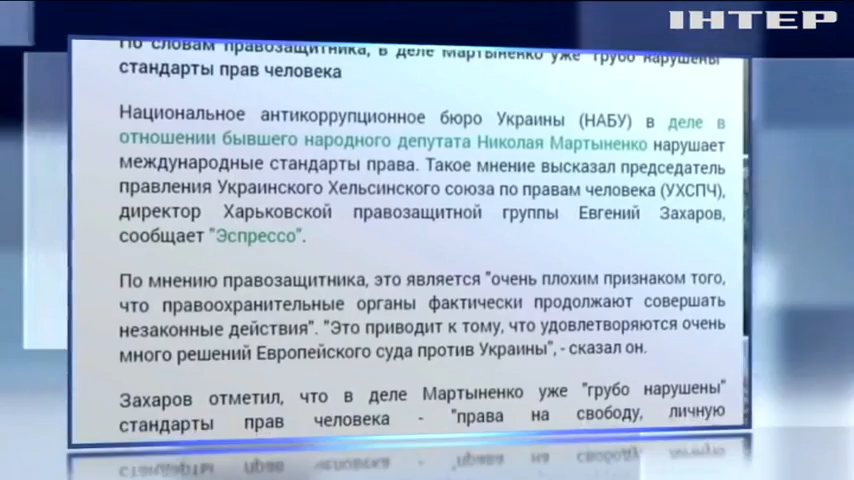 ІНТЕР
По словам правозащитника, в деле Мартыненко уже "грубо нарушены"
стандарты прав человека
Национальное антикоррупционное бюро Украины (НАБУ) в деле в
отношении бывшего народного депутата Николая Мартыненко нарушает
международные стандарты права. Такое мнение высказал председатель
правления Украинского Хельсинского союза по правам человека (УХСПЧ),
директор Харьковской правозащитной группы Евгений Захаров,
сообщает "Эспрессо".
По мнению правозащитника, это является "очень плохим признаком того,
что правоохранительные органы фактически продолжают совершать
незаконные действия". "Это приводит к тому, что удовлетворяются очень
много решений Европейского суда против Украины", - сказал он.
Захаров отметил, что в деле Мартыненко уже "грубо нарушены"
стандарты прав человека - "права на свободу, личную